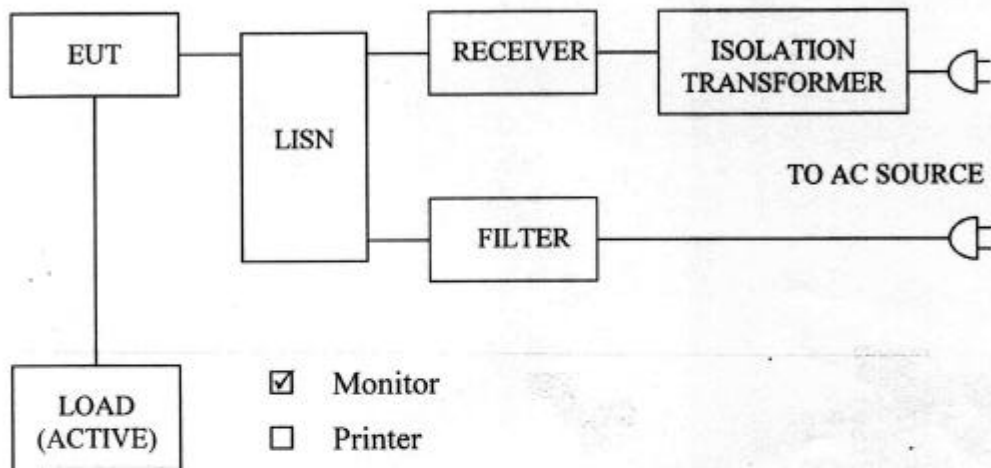 EUT
LISN
RECEIVER
ISOLATION
TRANSFORMER
TO AC SOURCE
FILTER
LOAD
(ACTIVE)
☑ Monitor
☐ Printer